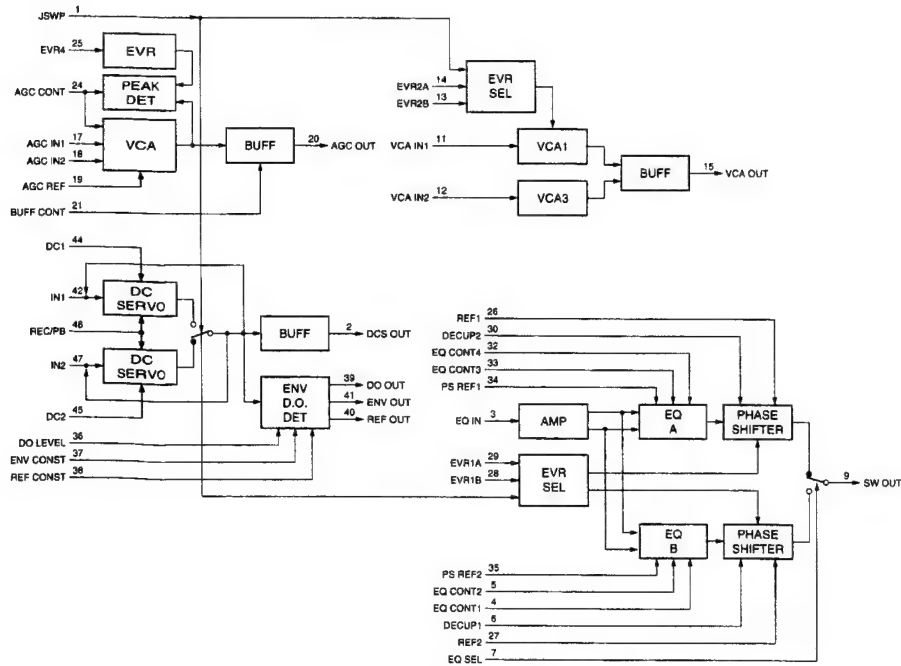 JSWP 1
EVR4 25
EVR
AGC CONT 24
PEAK
DET
AGC IN1 17
AGC IN2 18
VCA
BUFF
20 AGC OUT
AGC REF 19
BUFF CONT 21
EVR2A 14
EVR2B 13
EVR
SEL
VCA IN1 11
VCA1
BUFF
15 VCA OUT
VCA IN2 12
VCA3
DC1 44
IN1 42
DC
SERVO
REC/PB 46
BUFF
2 DCS OUT
IN2 47
DC
SERVO
DC2 45
ENV
D.O.
DET
39 DO OUT
41 ENV OUT
40 REF OUT
DO LEVEL 36
ENV CONST 37
REF CONST 38
REF1 26
DECUP2 30
EQ CONT4 32
EQ CONT3 33
PS REF1 34
EQ IN 3
AMP
EQ
A
PHASE
SHIFTER
EVR1A 29
EVR1B 28
EVR
SEL
9 SW OUT
EQ
B
PHASE
SHIFTER
PS REF2 35
EQ CONT2 5
EQ CONT1 4
DECUP1 6
REF2 27
EQ SEL 7